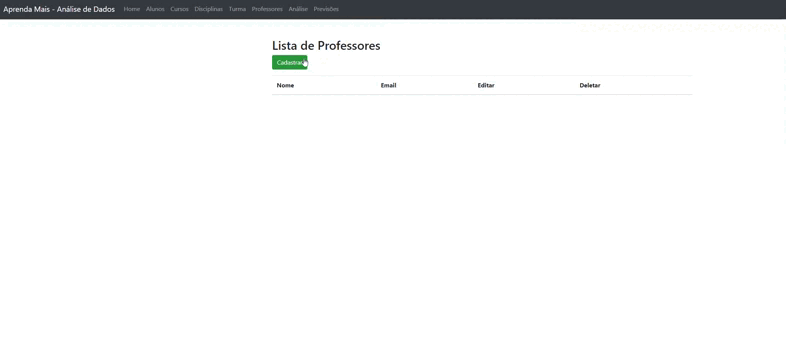 Aprenda Mais - Análise de Dados Home Alunos Cursos Disciplinas Turma Professores Análise Previsões
Lista de Professores
Cadastrar
Nome Email Editar Deletar